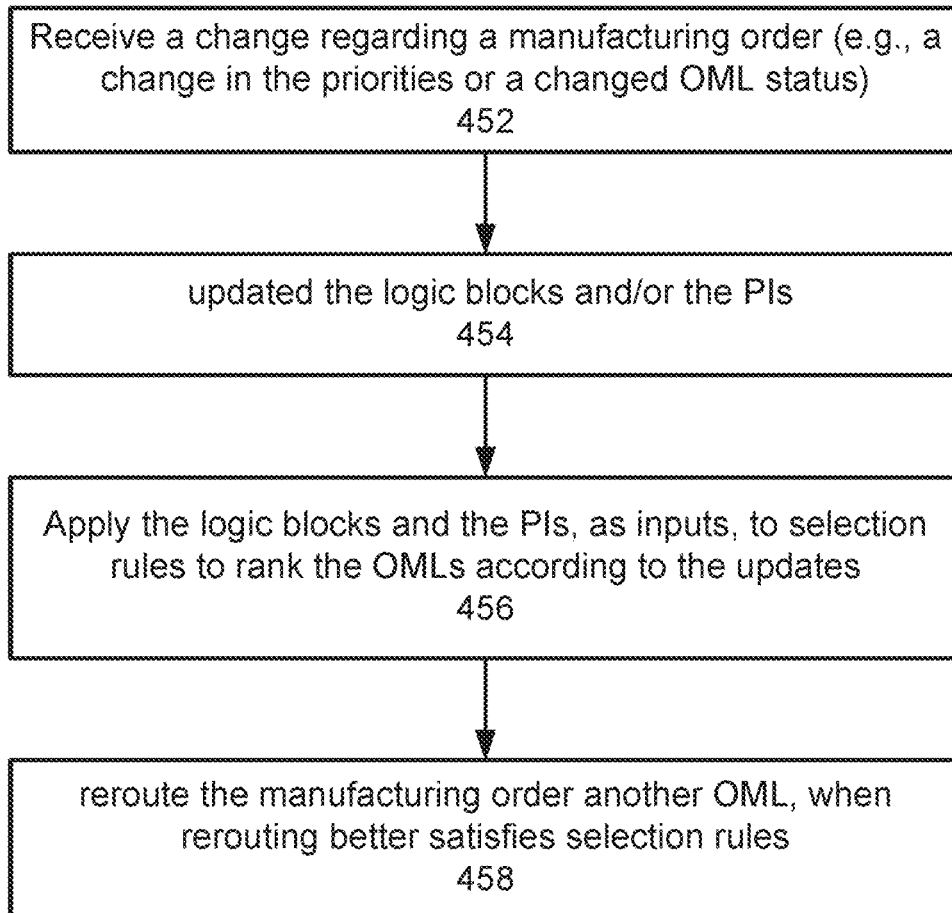 Receive a change regarding a manufacturing order (e.g., a
change in the priorities or a changed OML status)
452
updated the logic blocks and/or the PIs
454
Apply the logic blocks and the PIs, as inputs, to selection
rules to rank the OMLs according to the updates
456
reroute the manufacturing order another OML, when
rerouting better satisfies selection rules
458